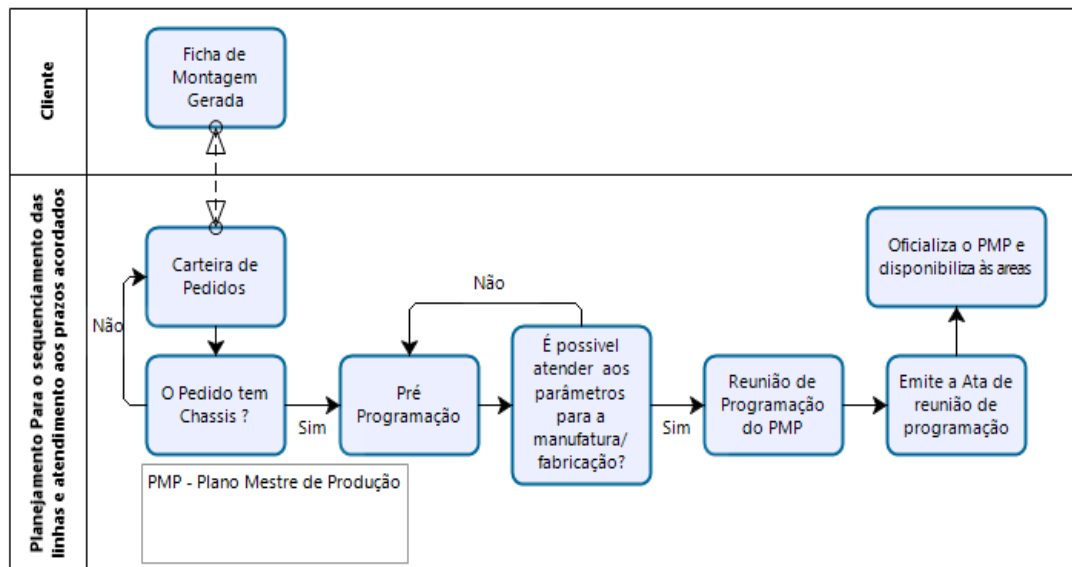 Cliente
Ficha de
Montagem
Gerada
Planejamento Para o sequenciamento das
linhas e atendimento aos prazos acordados
Carteira de
Pedidos
Não
O Pedido tem
Chassis ?
Sim
Pré
Programação
Não
É possivel
atender aos
parâmetros
para a
manufatura/
fabricação?
Sim
Reunião de
Programação
do PMP
Emite a Ata de
reunião de
programação
Oficializa o PMP e
disponibiliza às areas
PMP - Plano Mestre de Produção